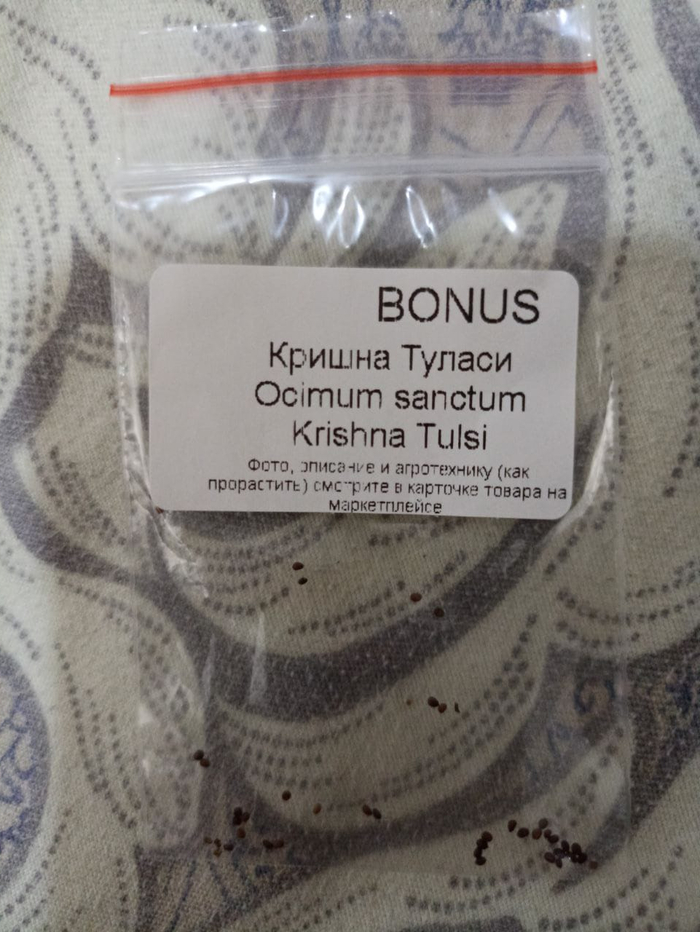 BONUS
Кришна Туласи
Ocimum sanctum
Krishna Tulsi
Фото, описание и агротехнику (как
прорастить) смотрите в карточке товара на
маркетплейсе